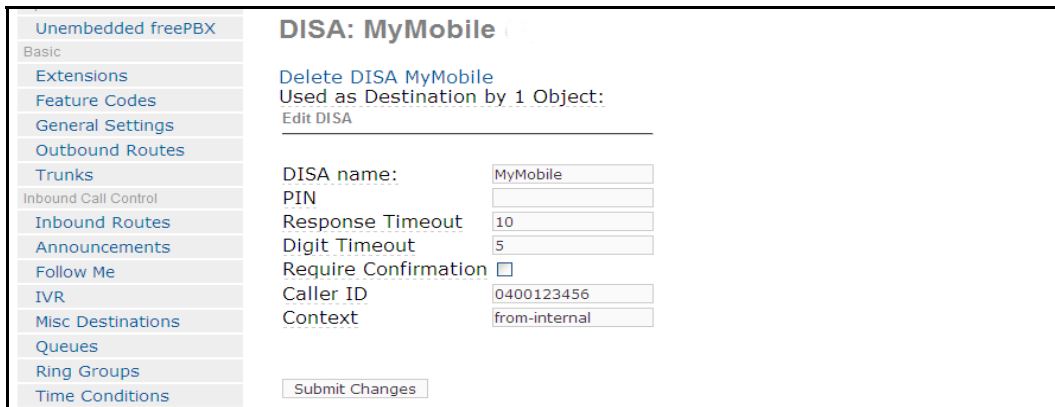 Unembedded freePBX
Basic
Extensions
Feature Codes
General Settings
Outbound Routes
Trunks
Inbound Call Control
Inbound Routes
Announcements
Follow Me
IVR
Misc Destinations
Queues
Ring Groups
Time Conditions
DISA: MyMobile
Delete DISA MyMobile
Used as Destination by 1 Object:
Edit DISA
DISA name: MyMobile
PIN
Response Timeout 10
Digit Timeout 5
Require Confirmation
Caller ID 0400123456
Context from-internal
Submit Changes